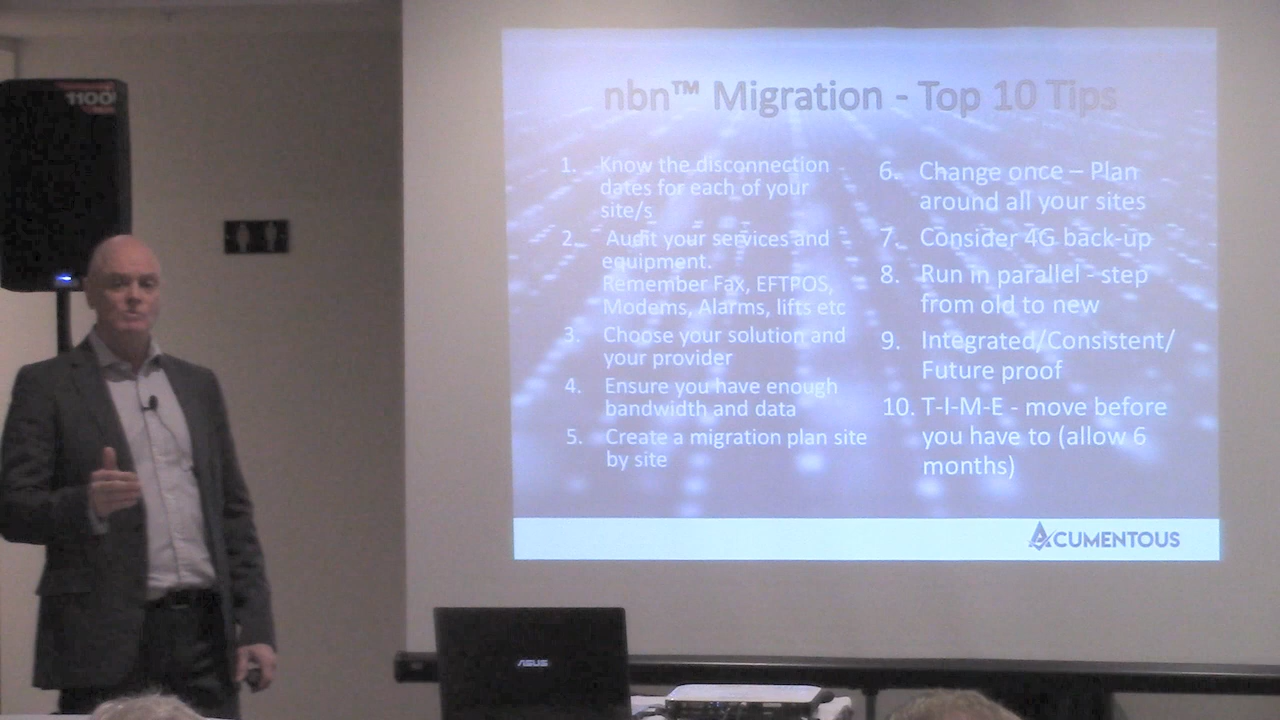 1100
nbn™ Migration - Top 10 Tips
1. Know the disconnection
dates for each of your
site/s
2. Audit your services and
equipment.
Remember Fax, EFTPOS,
Modems, Alarms, lifts etc
3. Choose your solution and
your provider
4. Ensure you have enough
bandwidth and data
5. Create a migration plan site
by site
6. Change once – Plan
around all your sites
7. Consider 4G back-up
8. Run in parallel - step
from old to new
9. Integrated/Consistent/
Future proof
10. T-I-M-E - move before
you have to (allow 6
months)
ACUMENTOUS
ASUS